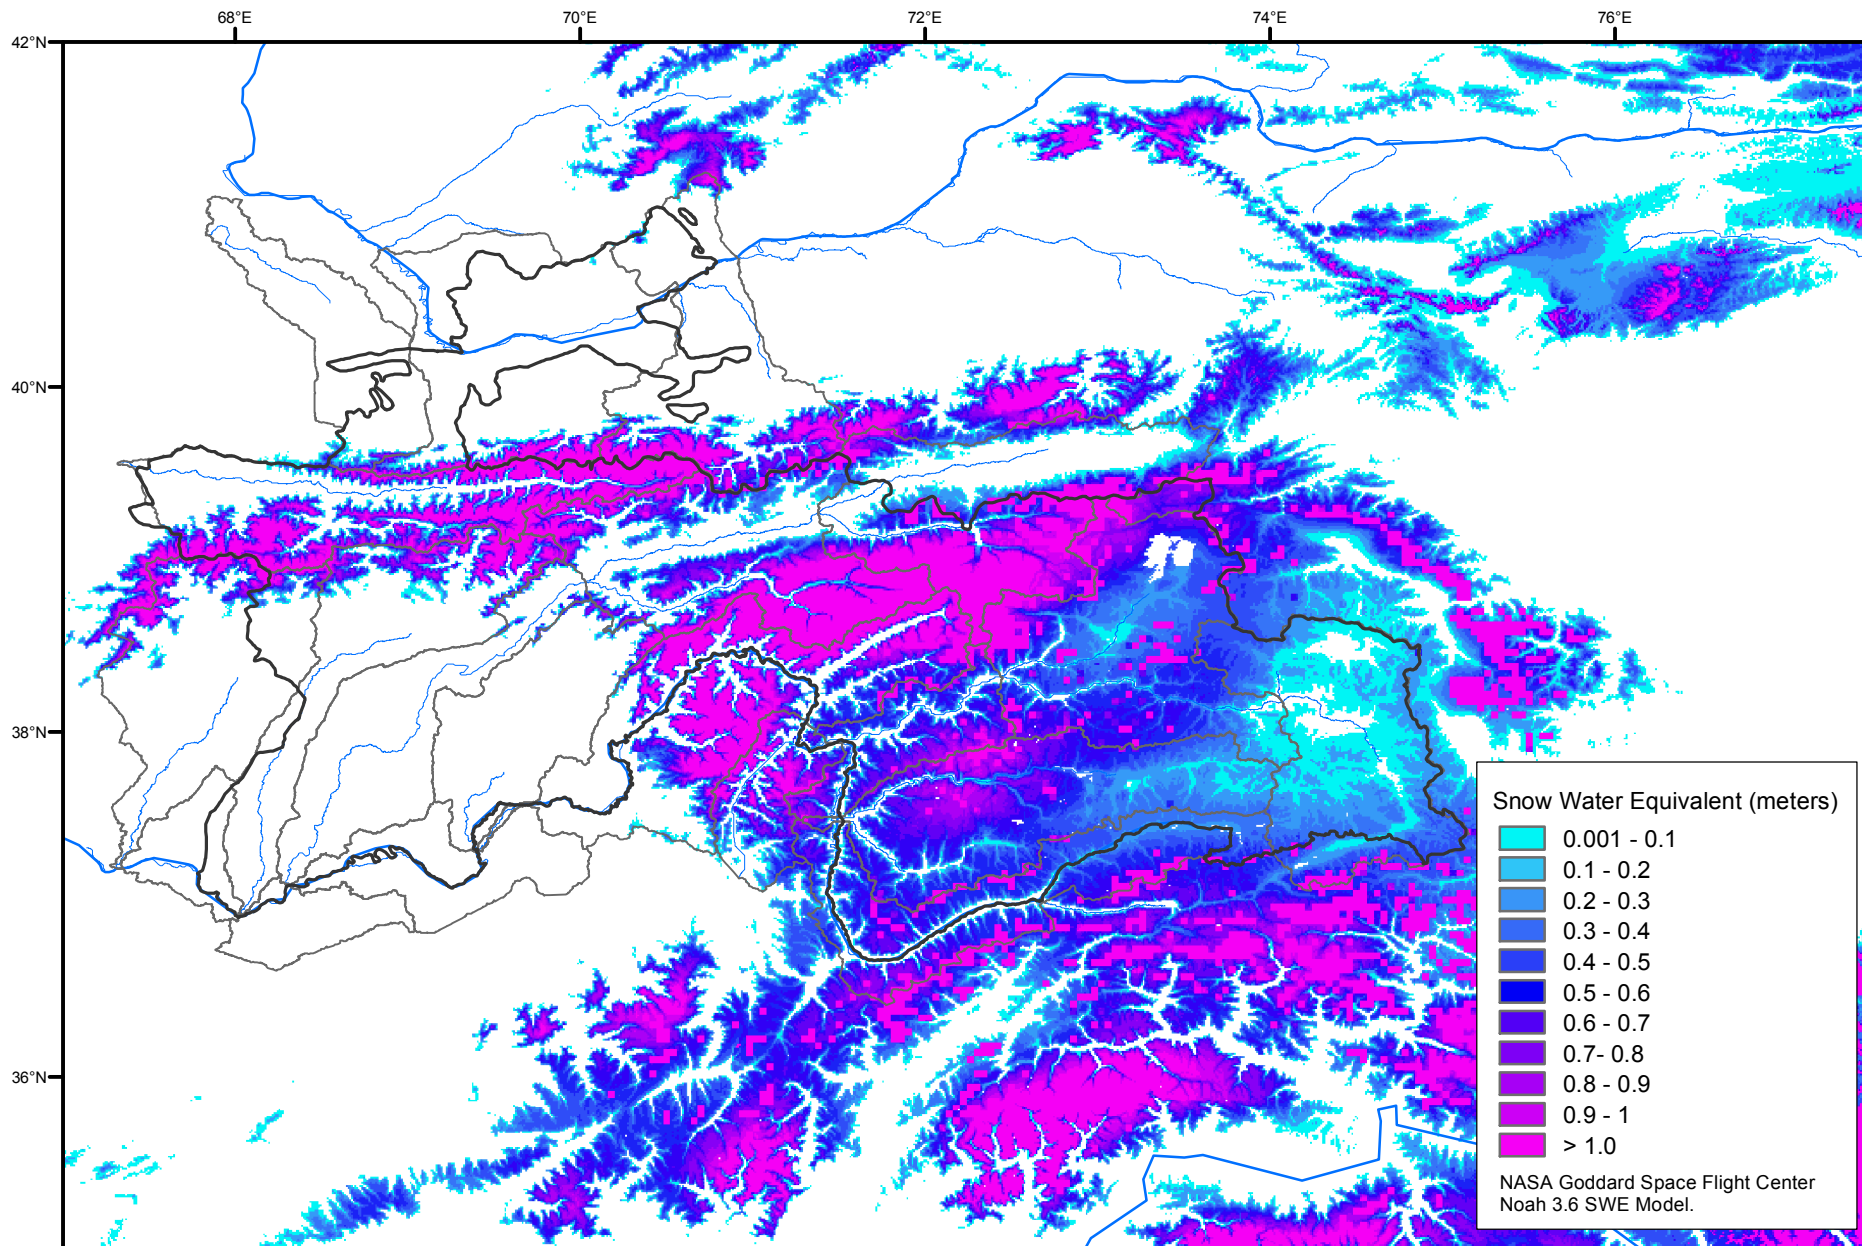 68°E
70°E
72°E
74°E
76°E
42°N
40°N
38°N
36°N
Snow Water Equivalent (meters)
0.001 - 0.1
0.1 - 0.2
0.2 - 0.3
0.3 - 0.4
0.4 - 0.5
0.5 - 0.6
0.6 - 0.7
0.7- 0.8
0.8 - 0.9
0.9 - 1
> 1.0
NASA Goddard Space Flight Center
Noah 3.6 SWE Model.